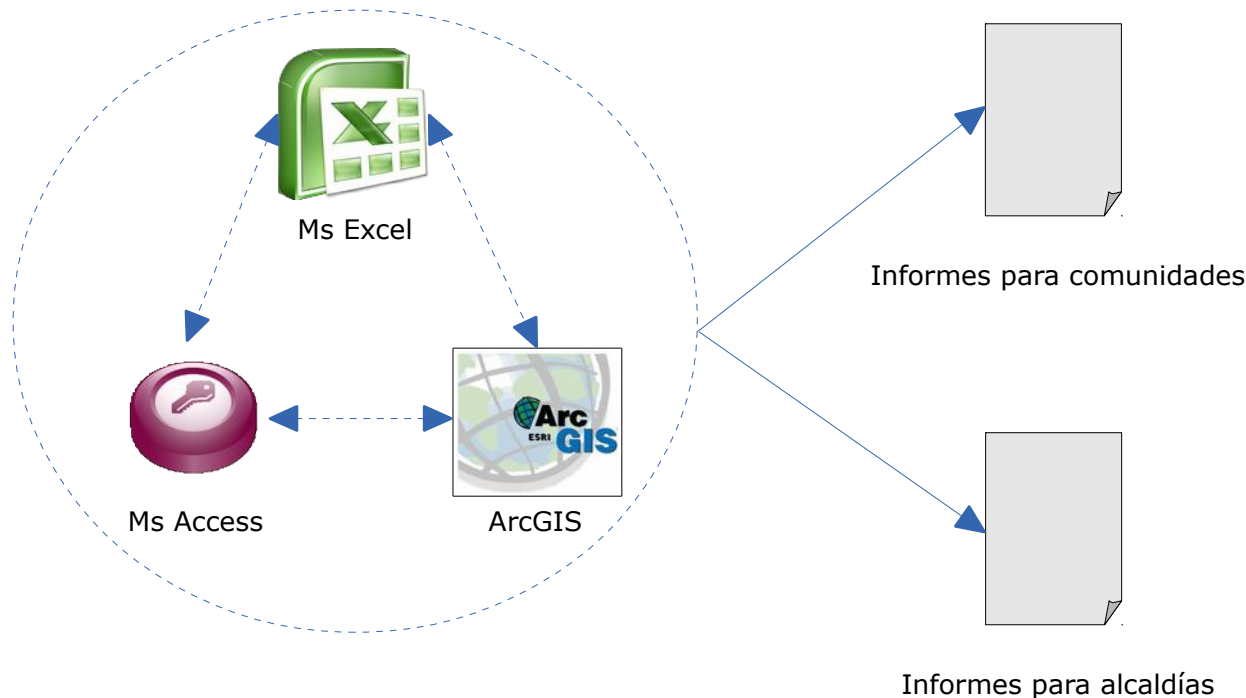 Ms Excel
Informes para comunidades
Arc
ESRI GIS
Ms Access
ArcGIS
Informes para alcaldías